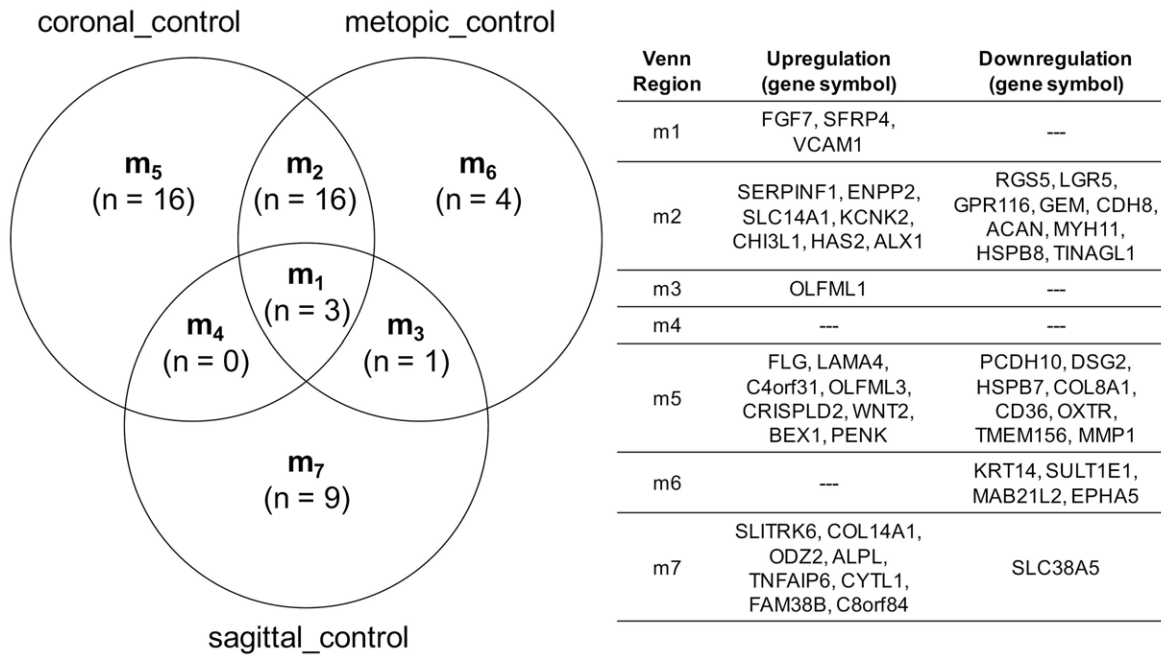 coronal_control
metopic_control
m5
(n = 16)
m2
(n = 16)
m6
(n = 4)
m1
(n = 3)
m4
(n = 0)
m3
(n = 1)
m7
(n = 9)
sagittal_control
Venn Region
Upregulation (gene symbol)
Downregulation (gene symbol)
m1
FGF7, SFRP4,
VCAM1
---
m2
SERPINF1, ENPP2,
SLC14A1, KCNK2,
CHI3L1, HAS2, ALX1
RGS5, LGR5,
GPR116, GEM, CDH8,
ACAN, MYH11,
HSPB8, TINAGL1
m3
OLFML1
---
m4
---
---
m5
FLG, LAMA4,
C4orf31, OLFML3,
CRISPLD2, WNT2,
BEX1, PENK
PCDH10, DSG2,
HSPB7, COL8A1,
CD36, OXTR,
TMEM156, MMP1
m6
---
KRT14, SULT1E1,
MAB21L2, EPHA5
m7
SLITRK6, COL14A1,
ODZ2, ALPL,
TNFAIP6, CYTL1,
FAM38B, C8orf84
SLC38A5